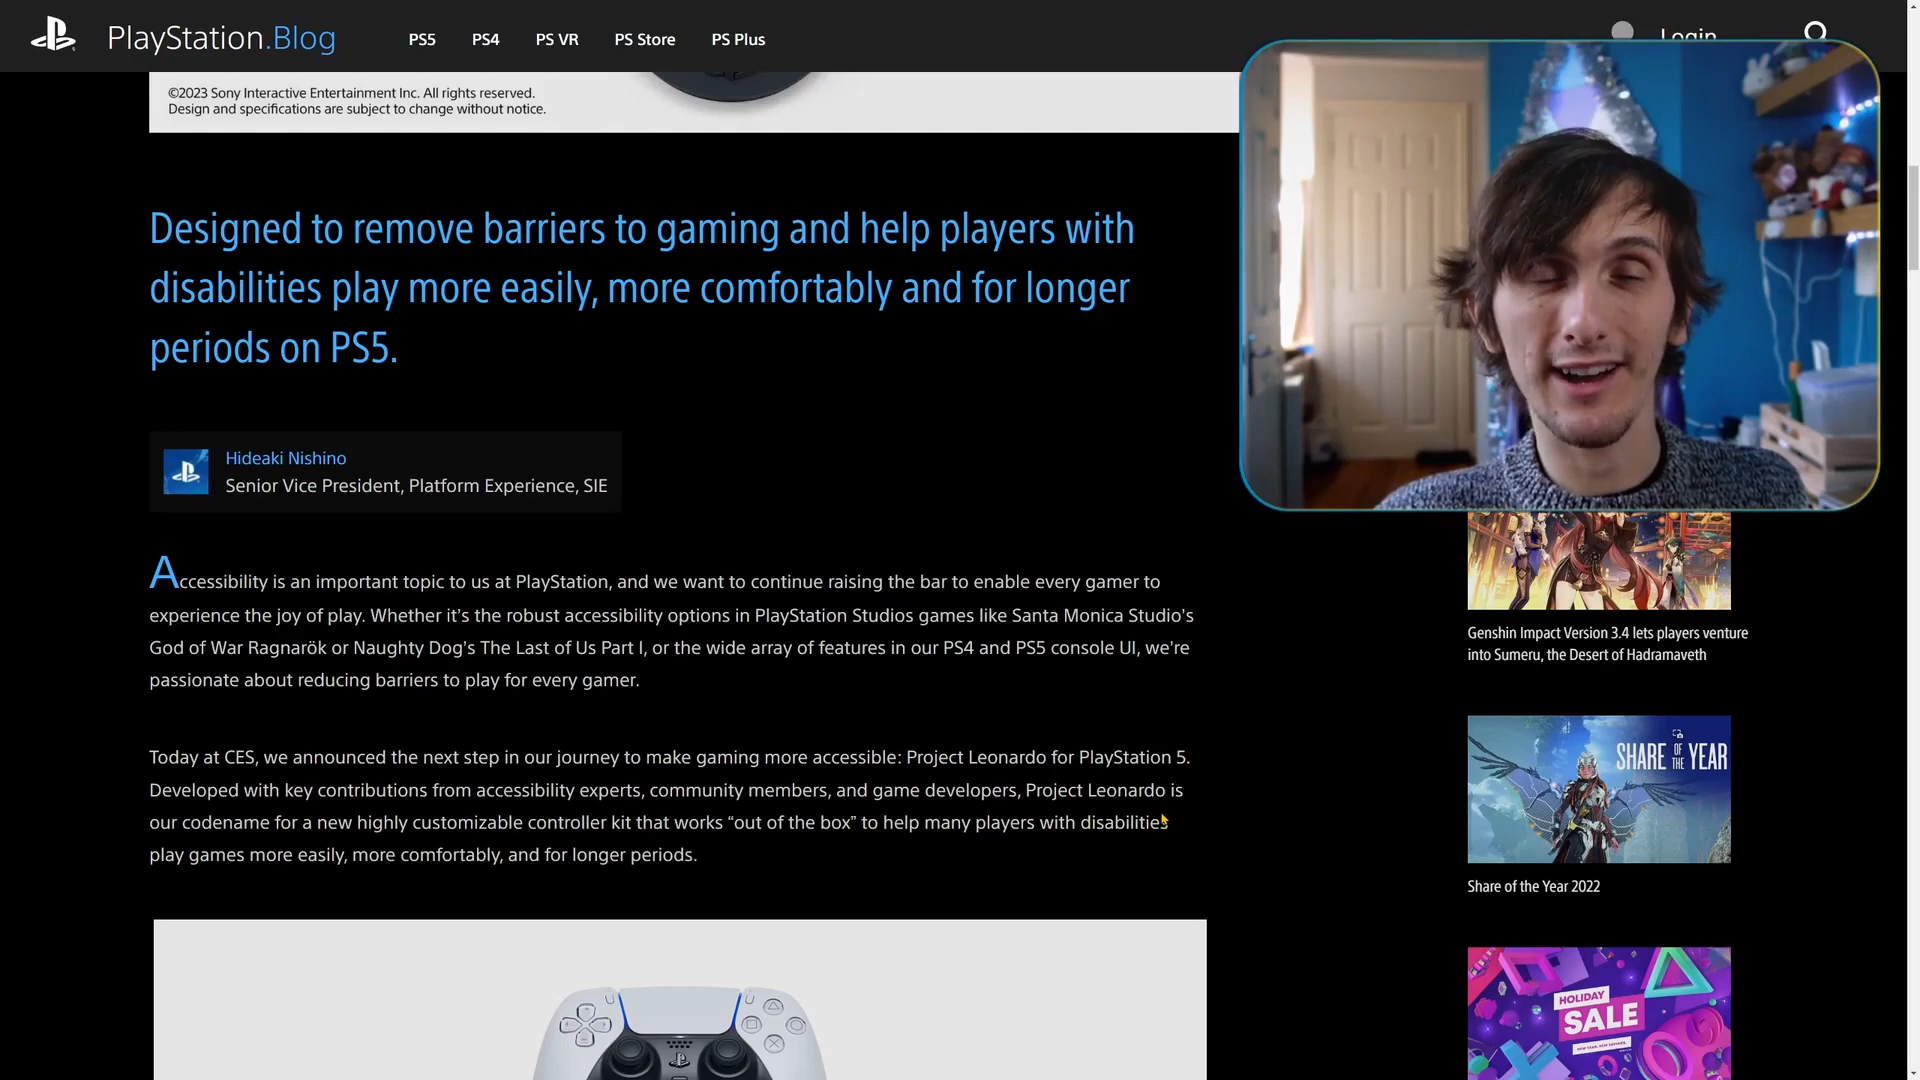 PlayStation.Blog
PS5
PS4
PS VR
PS Store
PS Plus
Login
©2023 Sony Interactive Entertainment Inc. All rights reserved.
Design and specifications are subject to change without notice.
Designed to remove barriers to gaming and help players with
disabilities play more easily, more comfortably and for longer
periods on PS5.
Hideaki Nishino
Senior Vice President, Platform Experience, SIE
Accessibility is an important topic to us at PlayStation, and we want to continue raising the bar to enable every gamer to
experience the joy of play. Whether it’s the robust accessibility options in PlayStation Studios games like Santa Monica Studio’s
God of War Ragnarök or Naughty Dog’s The Last of Us Part I, or the wide array of features in our PS4 and PS5 console UI, we’re
passionate about reducing barriers to play for every gamer.
Today at CES, we announced the next step in our journey to make gaming more accessible: Project Leonardo for PlayStation 5.
Developed with key contributions from accessibility experts, community members, and game developers, Project Leonardo is
our codename for a new highly customizable controller kit that works “out of the box” to help many players with disabilities
play games more easily, more comfortably, and for longer periods.
Genshin Impact Version 3.4 lets players venture
into Sumeru, the Desert of Hadramaveth
SHARE OF THE YEAR
Share of the Year 2022
HOLIDAY
SALE